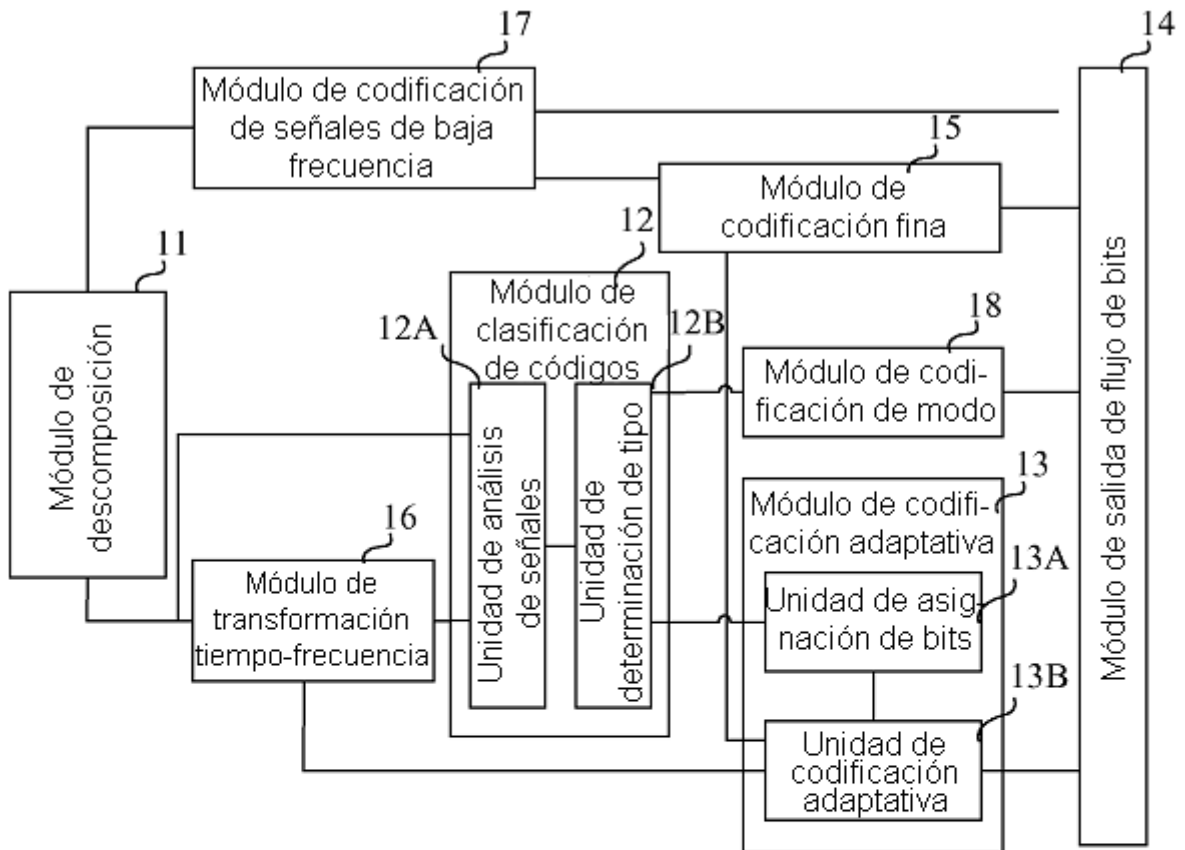 17
Módulo de codificación
de señales de baja
frecuencia
14
Módulo de salida de flujo de bits
15
Módulo de
codificación fina
11
Módulo de
descomposición
12
Módulo de
clasificación
de códigos
12A
Unidad de análisis
de señales
12B
Unidad de
determinación de tipo
18
Módulo de codi-
ficación de modo
16
Módulo de
transformación
tiempo-frecuencia
13
Módulo de codifi-
cación adaptativa
13A
Unidad de asig-
nación de bits
13B
Unidad de
codificación
adaptativa